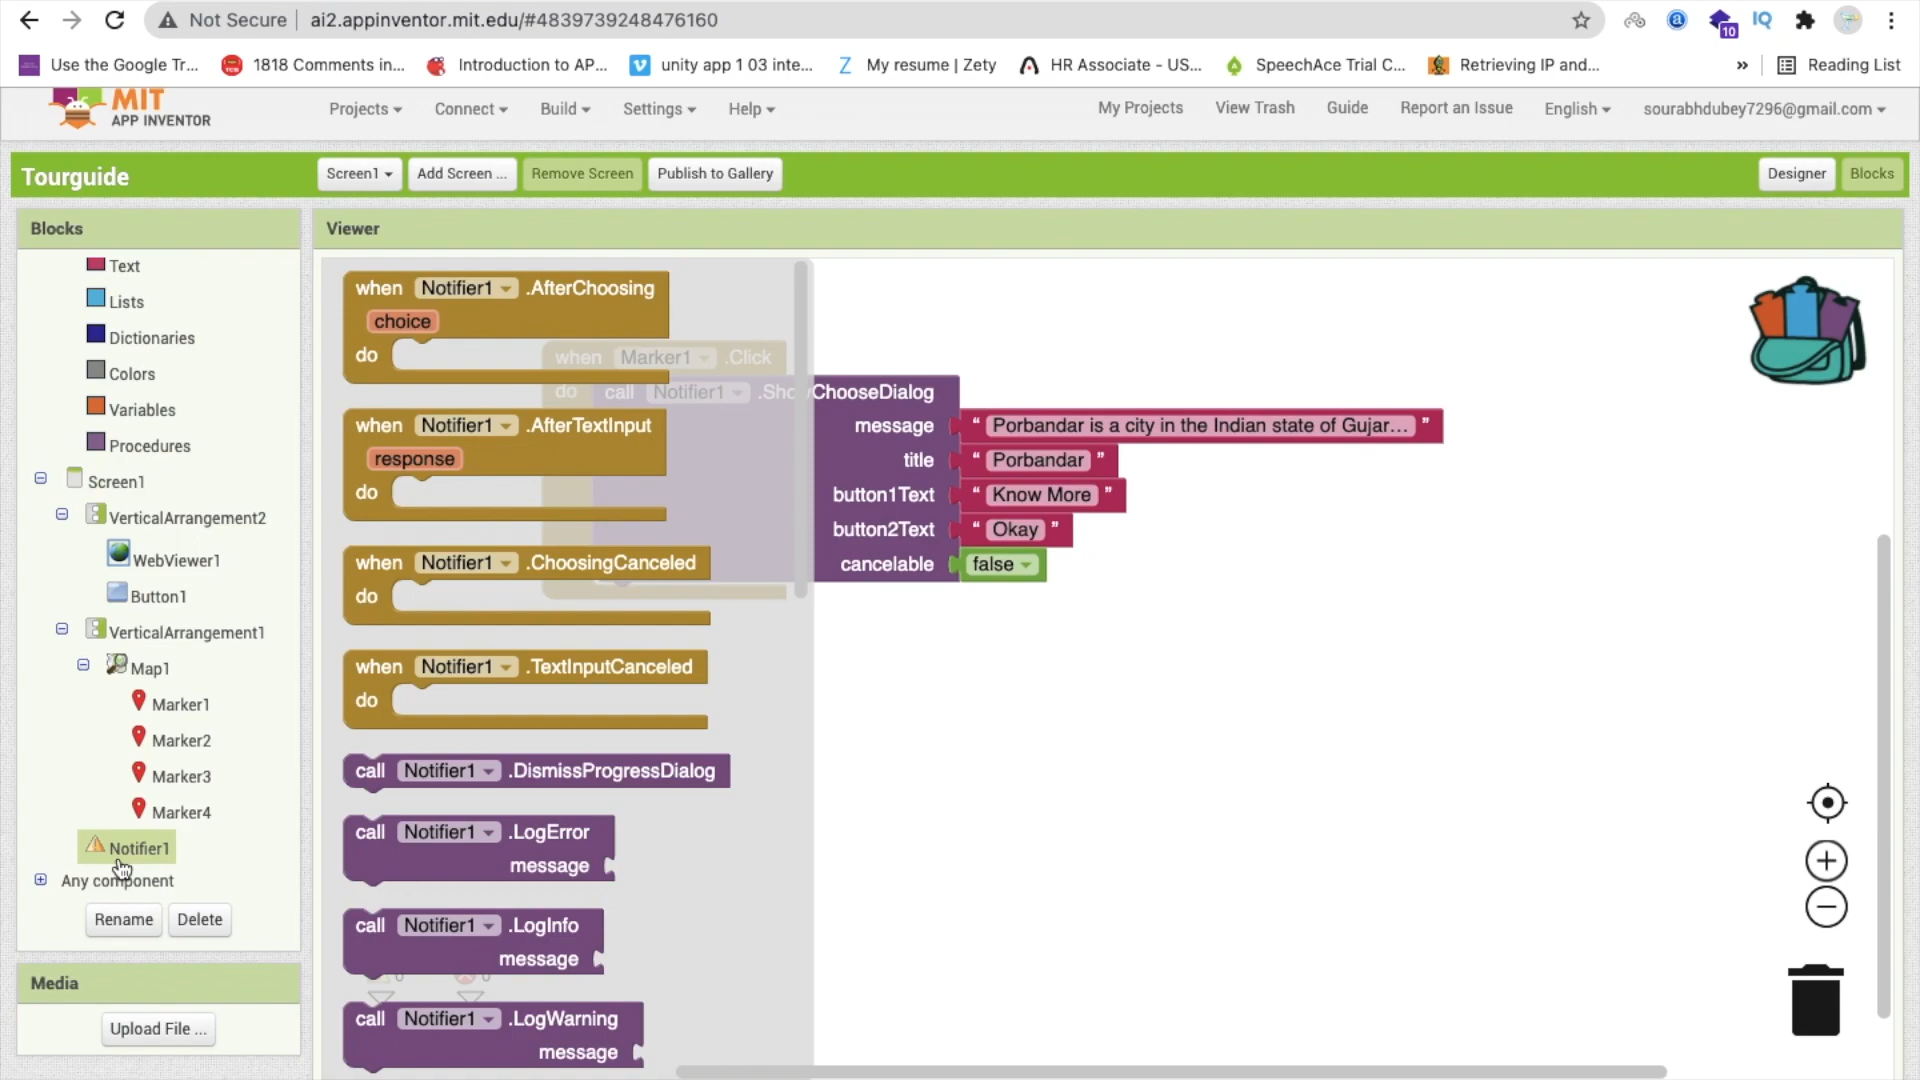 Not Secure ai2.appinventor.mit.edu/#4839739248476160
10
Use the Google Tr... 1818 Comments in... Introduction to AP... unity app 1 03 inte... My resume | Zety HR Associate - US... SpeechAce Trial C... Retrieving IP and... » Reading List
MIT
APP INVENTOR
Projects Connect Build Settings Help My Projects View Trash Guide Report an Issue English sourabhdubey7296@gmail.com
Tourguide Screen1 Add Screen ... Remove Screen Publish to Gallery Designer Blocks
Blocks
Viewer
Text
Lists
Dictionaries
Colors
Variables
Procedures
Screen1
VerticalArrangement2
WebViewer1
Button1
VerticalArrangement1
Map1
Marker1
Marker2
Marker3
Marker4
Notifier1
Any component
Rename Delete
Media
Upload File ...
when Notifier1 .AfterChoosing
choice
do
when Notifier1 .AfterTextInput
response
do
when Notifier1 .ChoosingCanceled
do
when Notifier1 .TextInputCanceled
do
call Notifier1 .DismissProgressDialog
call Notifier1 .LogError
message
call Notifier1 .LogInfo
message
call Notifier1 .LogWarning
message
when Marker1 .Click
do call Notifier1 .ShowChooseDialog
message " Porbandar is a city in the Indian state of Gujar... "
title " Porbandar "
button1Text " Know More "
button2Text " Okay "
cancelable false
0 0